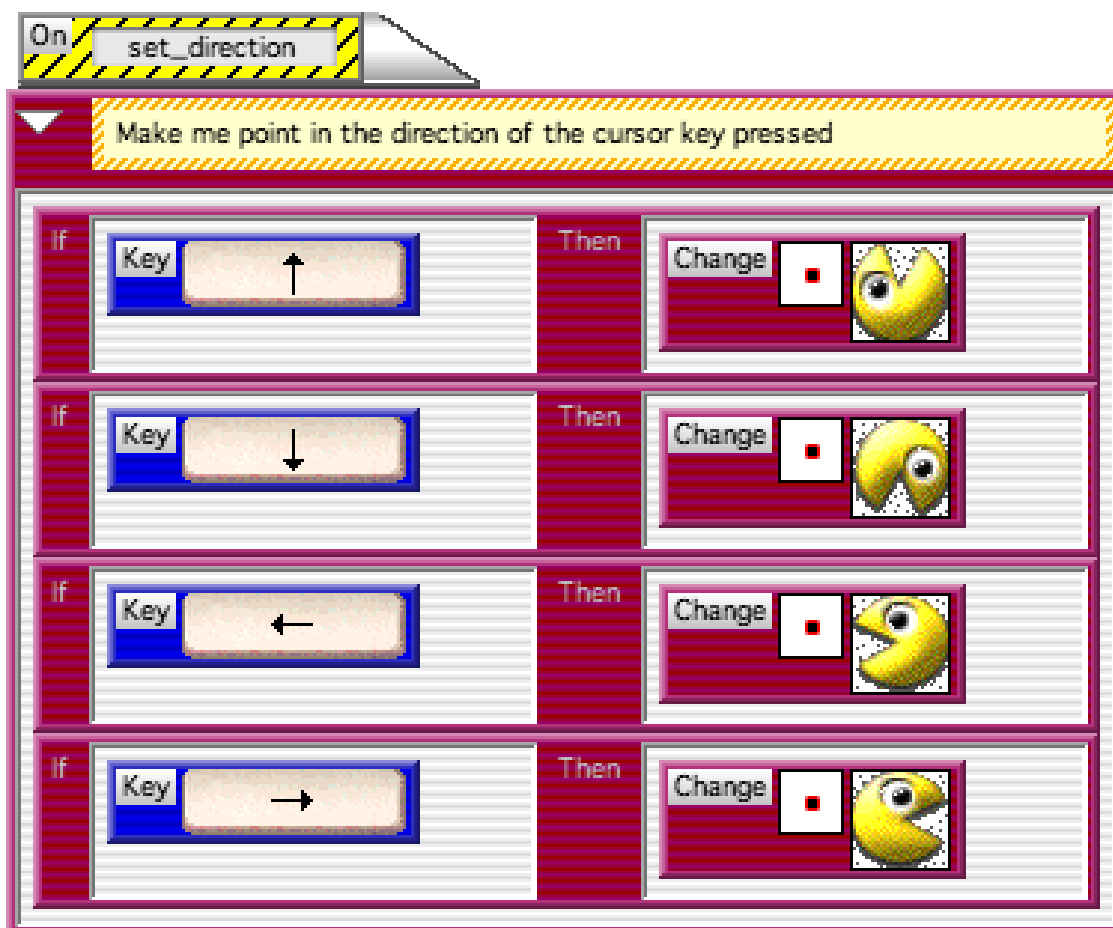 On set_direction
Make me point in the direction of the cursor key pressed
If Key ↑ Then Change
If Key ↓ Then Change
If Key ← Then Change
If Key → Then Change